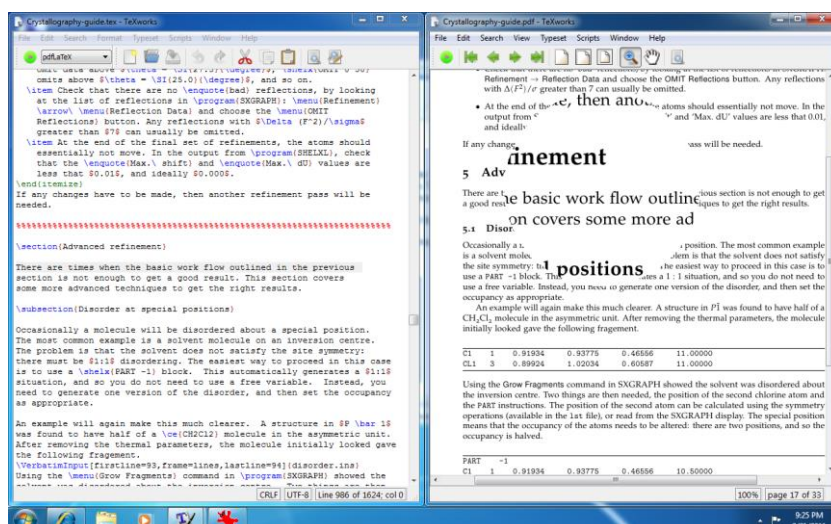 Crystallography-guide.tex - TeXworks
File Edit Search Format Typeset Scripts Window Help
pdfLaTeX
omits above $\theta = \SI{25.0}{\degree}$, and so on.
\item Check that there are no \enquote{bad} reflections, by looking
at the list of reflections in \program{SXGRAPH}: \menu{Refinement}
\arrow\ \menu{Reflection Data} and choose the \menu{OMIT
Reflections} button. Any reflections with $\Delta (F^2)/\sigma$
greater than $7$ can usually be omitted.
\item At the end of the final set of refinements, the atoms should
essentially not move. In the output from \program{SHELXL}, check
that the \enquote{Max.\ shift} and \enquote{Max.\ dU} values are
less that $0.01$, and ideally $0.000$.
\end{itemize}
If any changes have to be made, then another refinement pass will be
needed.
%%%%%%%%%%%%%%%%%%%%%%%%%%%%%%%%%%%%%%%%%%%%%%%%%%%%%%%%%%%%%%%%%%%%%%
\section{Advanced refinement}
There are times when the basic work flow outlined in the previous
section is not enough to get a good result. This section covers
some more advanced techniques to get the right results.
\subsection{Disorder at special positions}
Occasionally a molecule will be disordered about a special position.
The most common example is a solvent molecule on an inversion centre.
The problem is that the solvent does not satisfy the site symmetry:
there must be $1:1$ disordering. The easiest way to proceed in this case
is to use a \shelx{PART -1} block. This automatically generates a $1:1$
situation, and so you do not need to use a free variable. Instead, you
need to generate one version of the disorder, and then set the occupancy
as appropriate.
An example will again make this much clearer. A structure in $P \bar 1$
was found to have half of a \ce{CH2Cl2} molecule in the asymmetric unit.
After removing the thermal parameters, the molecule initially looked gave
the following fragement.
\VerbatimInput[firstline=93,frame=lines,lastline=94]{disorder.ins}
Using the \menu{Grow Fragments} command in \program{SXGRAPH} showed the
CRLF UTF-8 Line 986 of 1624; col 0
Crystallography-guide.pdf - TeXworks
File Edit Search View Typeset Scripts Window Help
Refinement → Reflection Data and choose the OMIT Reflections button. Any reflections
with Δ(F²)/σ greater than 7 can usually be omitted.
• At the end of the e, then ano atoms should essentially not move. In the
output from and 'Max. dU' values are less that 0.01,
and ideally
If any change pass will be needed.
inement
5 Adv
There are t e basic work flow outline ious section is not enough to get
a good res iques to get the right results.
on covers some more ad
5.1 Disor
Occasionally a position. The most common example
is a solvent molec blem is that the solvent does not satisfy
the site symmetry: t l positions he easiest way to proceed in this case is to
use a PART -1 block. This ates a 1 : 1 situation, and so you do not need to
use a free variable. Instead, you need to generate one version of the disorder, and then set the
occupancy as appropriate.
An example will again make this much clearer. A structure in P1̄ was found to have half of a
CH₂Cl₂ molecule in the asymmetric unit. After removing the thermal parameters, the molecule
initially looked gave the following fragement.
C1 1 0.91934 0.93775 0.46556 11.00000
CL1 3 0.89924 1.02034 0.60587 11.00000
Using the Grow Fragments command in SXGRAPH showed the solvent was disordered about
the inversion centre. Two things are then needed, the position of the second chlorine atom and
the PART instructions. The position of the second atom can be calculated using the symmetry
operations (available in the lst file), or read from the SXGRAPH display. The special position
means that the occupancy of the atoms needs to be altered: there are two positions, and so the
occupancy is halved.
PART -1
C1 1 0.91934 0.93775 0.46556 10.50000
100% page 17 of 33
9:25 PM